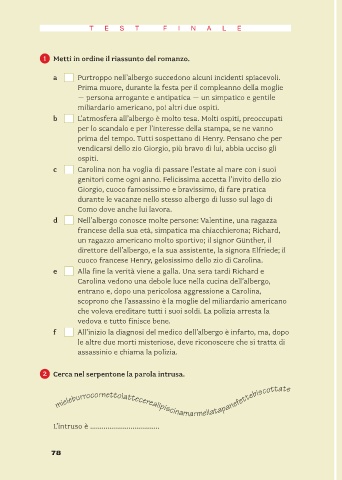 TEST FINALE
1 Metti in ordine il riassunto del romanzo.
a Purtroppo nell'albergo succedono alcuni incidenti spiacevoli.
Prima muore, durante la festa per il compleanno della moglie
— persona arrogante e antipatica — un simpatico e gentile
miliardario americano, poi altri due ospiti.
b L'atmosfera all'albergo è molto tesa. Molti ospiti, preoccupati
per lo scandalo e per l'interesse della stampa, se ne vanno
prima del tempo. Tutti sospettano di Henry. Pensano che per
vendicarsi dello zio Giorgio, più bravo di lui, abbia ucciso gli
ospiti.
c Carolina non ha voglia di passare l'estate al mare con i suoi
genitori come ogni anno. Felicissima accetta l'invito dello zio
Giorgio, cuoco famosissimo e bravissimo, di fare pratica
durante le vacanze nello stesso albergo di lusso sul lago di
Como dove anche lui lavora.
d Nell'albergo conosce molte persone: Valentine, una ragazza
francese della sua età, simpatica ma chiacchierona; Richard,
un ragazzo americano molto sportivo; il signor Günther, il
direttore dell'albergo, e la sua assistente, la signora Elfriede; il
cuoco francese Henry, gelosissimo dello zio di Carolina.
e Alla fine la verità viene a galla. Una sera tardi Richard e
Carolina vedono una debole luce nella cucina dell'albergo,
entrano e, dopo una pericolosa aggressione a Carolina,
scoprono che l'assassino è la moglie del miliardario americano
che voleva ereditare tutti i suoi soldi. La polizia arresta la
vedova e tutto finisce bene.
f All'inizio la diagnosi del medico dell'albergo è infarto, ma, dopo
le altre due morti misteriose, deve riconoscere che si tratta di
assassinio e chiama la polizia.
2 Cerca nel serpentone la parola intrusa.
mieleburrocornettolattecerealipiscinamarmellatapanefettebiscottate
L'intruso è ................................
78